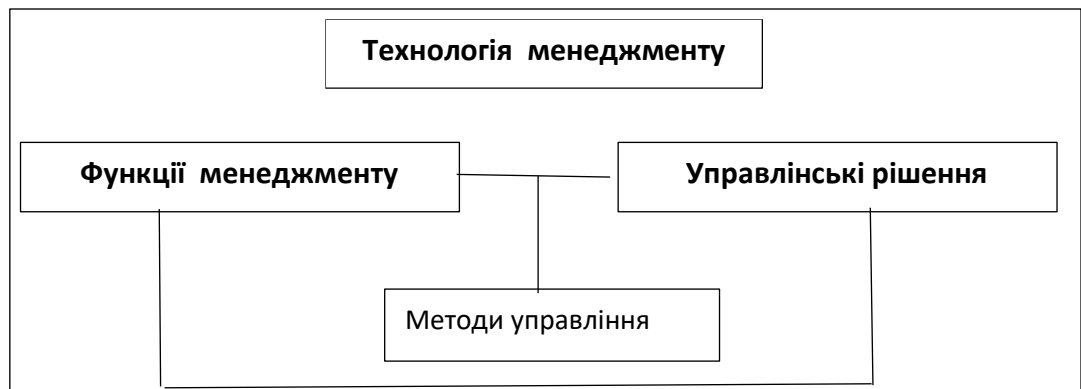 Технологія менеджменту
Функції менеджменту
Управлінські рішення
Методи управління